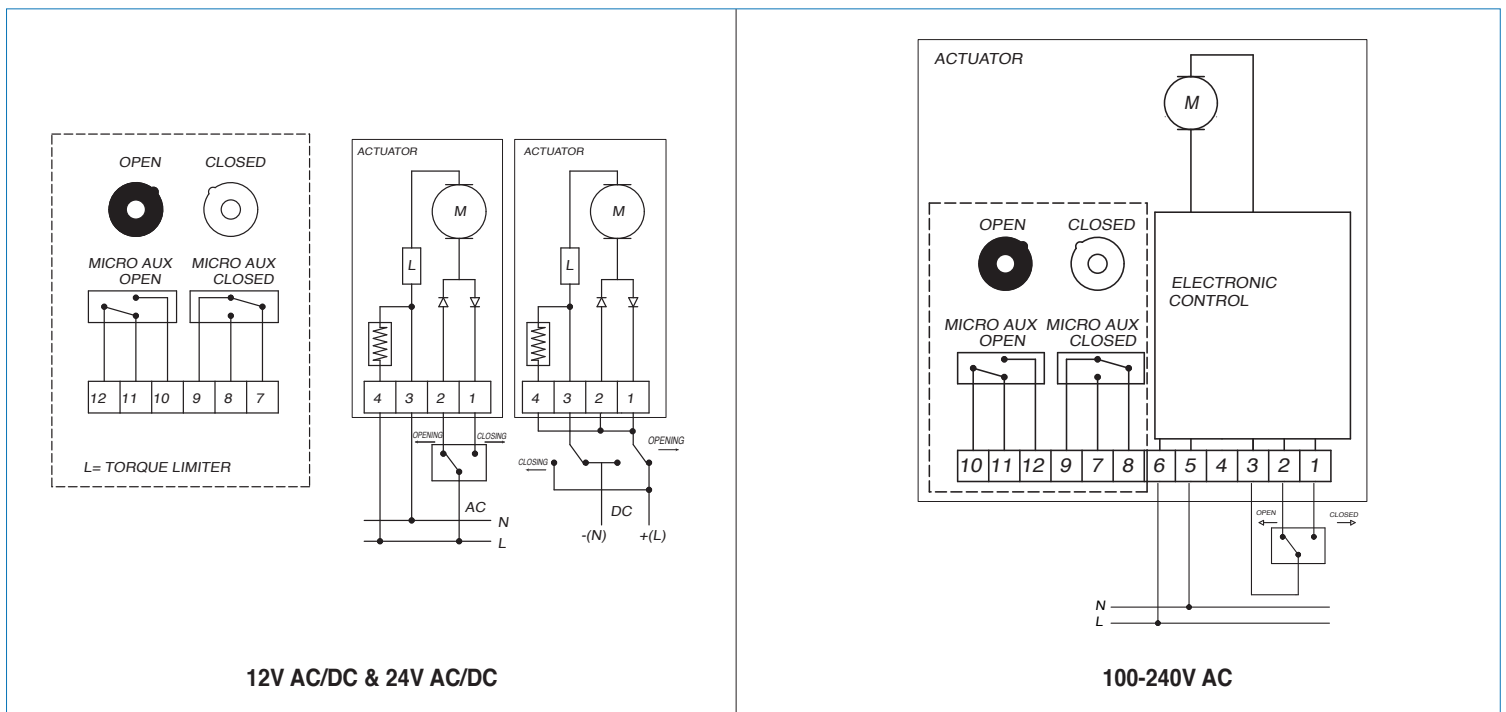 OPEN CLOSED
MICRO AUX OPEN
MICRO AUX CLOSED
12 11 10 9 8 7
L= TORQUE LIMITER
ACTUATOR
M
L
4 3 2 1
OPENING
CLOSING
AC
N
L
ACTUATOR
M
L
4 3 2 1
OPENING
CLOSING
DC
-(N) +(L)
12V AC/DC & 24V AC/DC
ACTUATOR
M
OPEN CLOSED
MICRO AUX OPEN
MICRO AUX CLOSED
ELECTRONIC
CONTROL
10 11 12 9 7 8 6 5 4 3 2 1
OPEN
CLOSED
N
L
100-240V AC